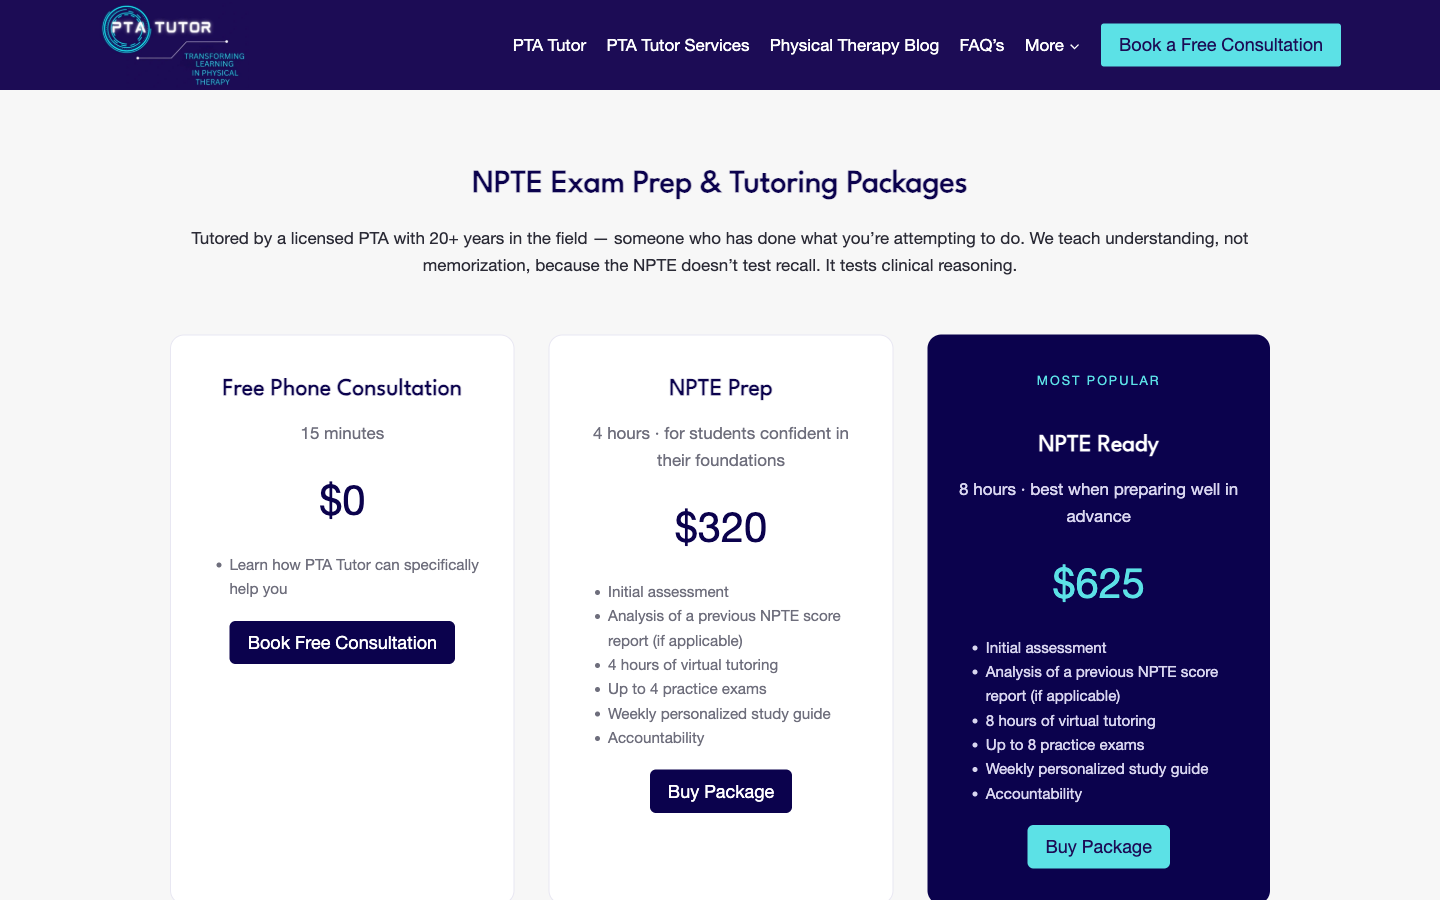 PTA TUTOR
TRANSFORMING
LEARNING
IN PHYSICAL
THERAPY
PTA Tutor
PTA Tutor Services
Physical Therapy Blog
FAQ’s
More
Book a Free Consultation
NPTE Exam Prep & Tutoring Packages
Tutored by a licensed PTA with 20+ years in the field — someone who has done what you’re attempting to do. We teach understanding, not
memorization, because the NPTE doesn’t test recall. It tests clinical reasoning.
Free Phone Consultation
15 minutes
$0
• Learn how PTA Tutor can specifically
help you
Book Free Consultation
NPTE Prep
4 hours · for students confident in
their foundations
$320
• Initial assessment
• Analysis of a previous NPTE score
report (if applicable)
• 4 hours of virtual tutoring
• Up to 4 practice exams
• Weekly personalized study guide
• Accountability
Buy Package
MOST POPULAR
NPTE Ready
8 hours · best when preparing well in
advance
$625
• Initial assessment
• Analysis of a previous NPTE score
report (if applicable)
• 8 hours of virtual tutoring
• Up to 8 practice exams
• Weekly personalized study guide
• Accountability
Buy Package